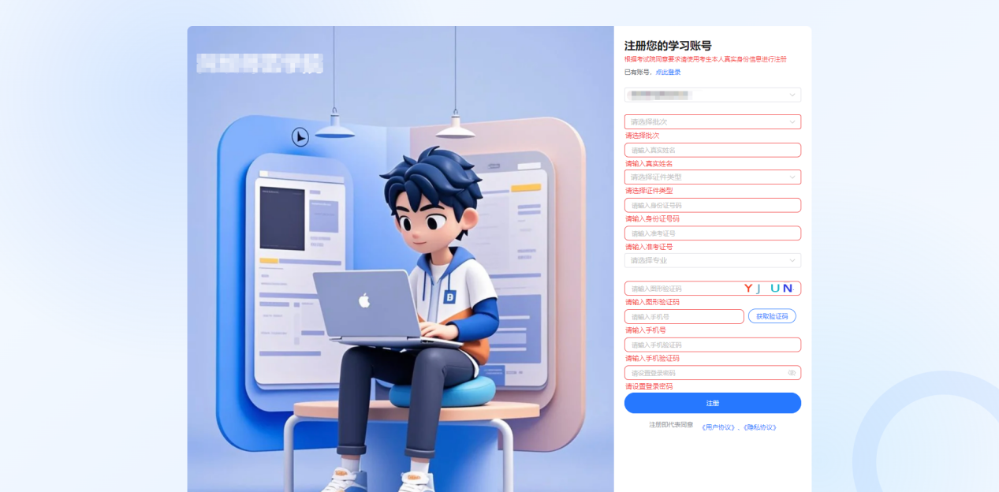 注册您的学习账号
根据考试院同意要求请使用考生本人真实身份信息进行注册
已有账号，点此登录
请选择批次
请选择批次
请输入真实姓名
请输入真实姓名
请选择证件类型
请选择证件类型
请输入身份证号码
请输入身份证号码
请输入准考证号
请输入准考证号
请选择专业
请输入图形验证码 YJUN
请输入图形验证码
请输入手机号 获取验证码
请输入手机号
请输入手机验证码
请输入手机验证码
请设置登录密码
请设置登录密码
注册
注册即代表同意 《用户协议》、《隐私协议》
B